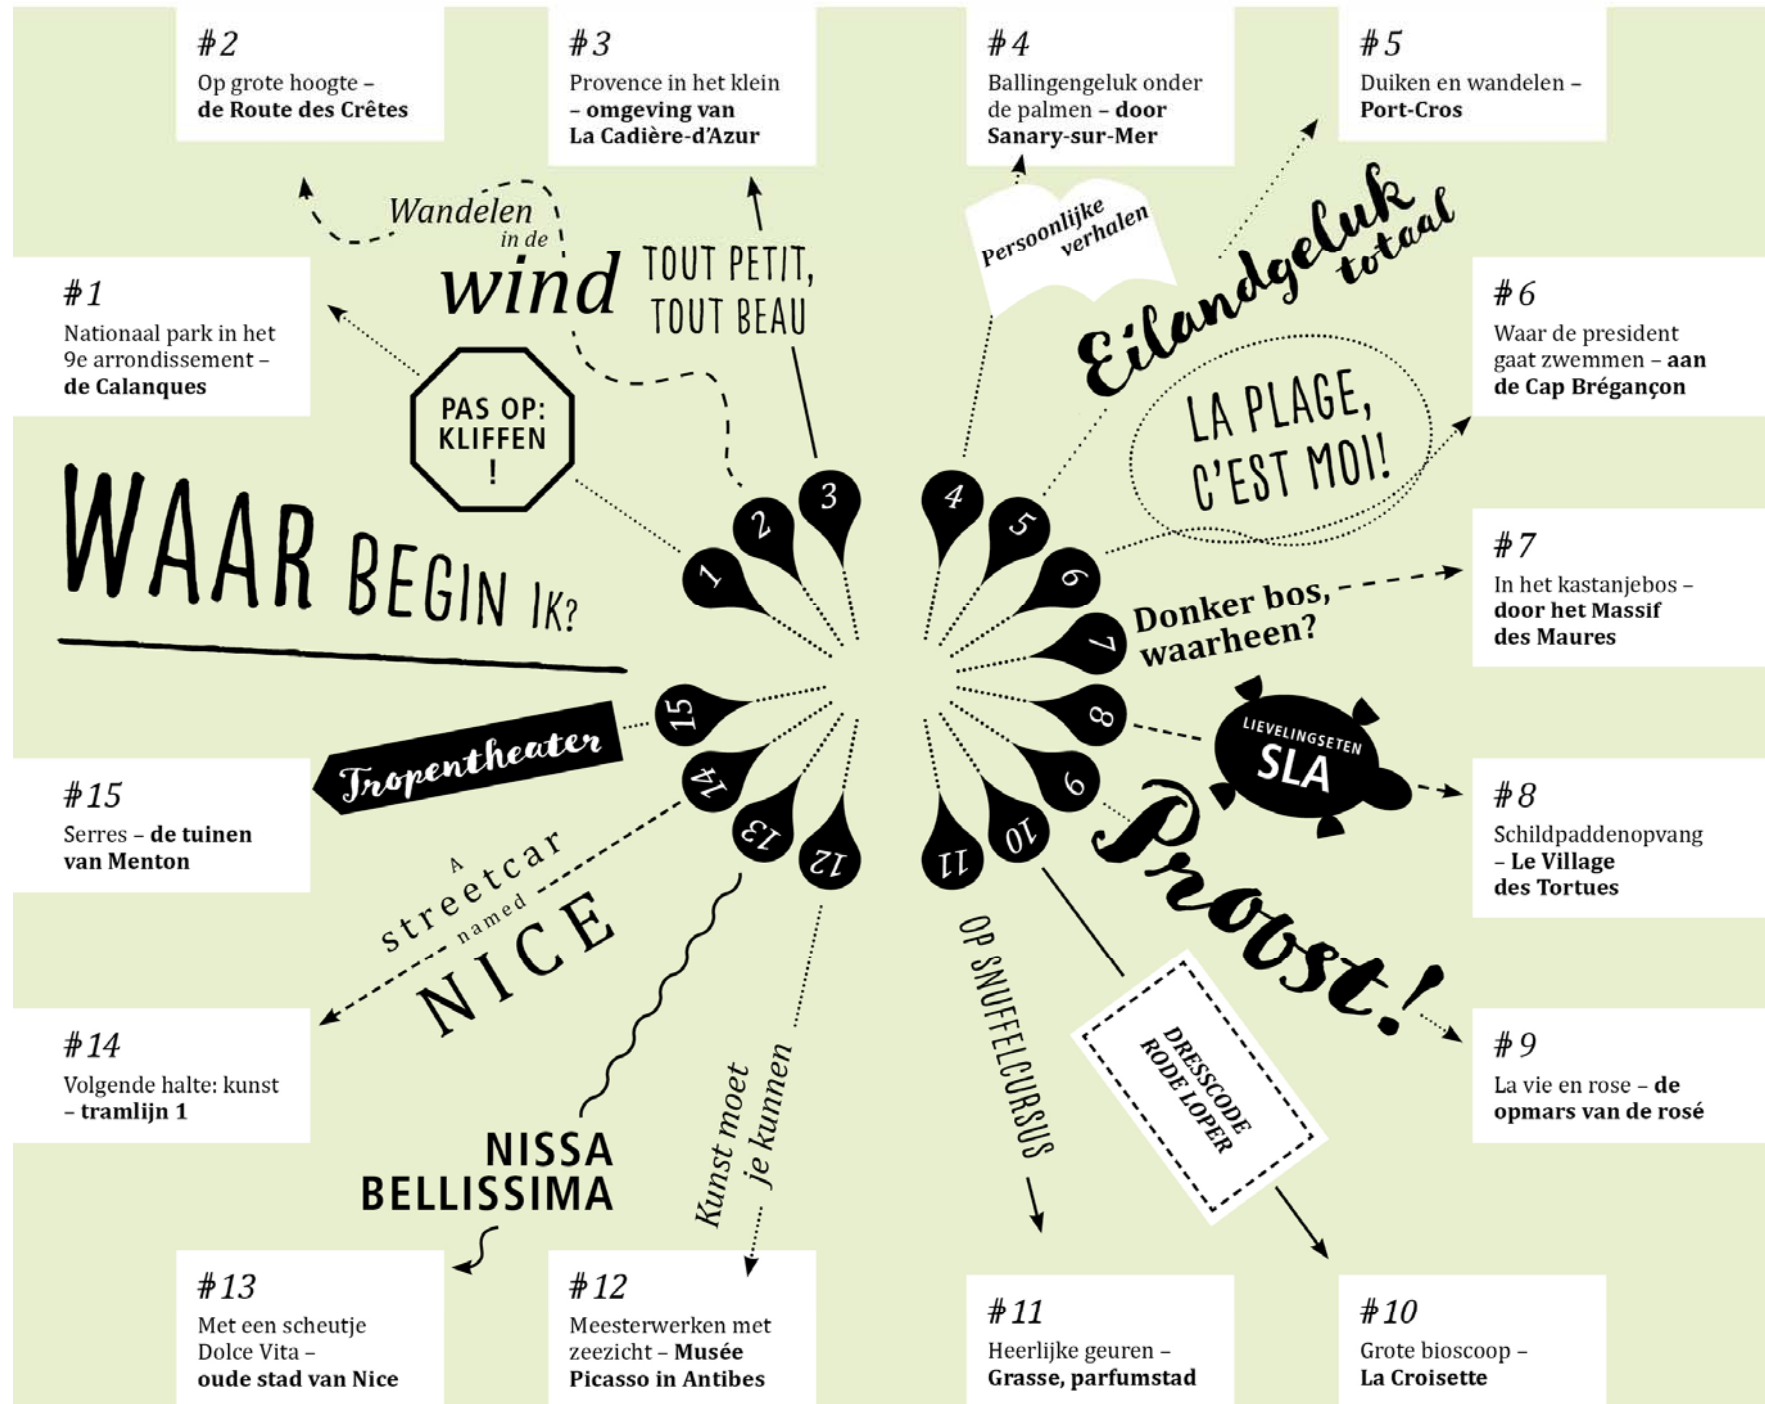 #2
Op grote hoogte –
de Route des Crêtes
#3
Provence in het klein
– omgeving van
La Cadière-d’Azur
#4
Ballingengeluk onder
de palmen – door
Sanary-sur-Mer
#5
Duiken en wandelen –
Port-Cros
Wandelen
in de
wind
TOUT PETIT,
TOUT BEAU
Persoonlijke
verhalen
Eilandgeluk
totaal
#1
Nationaal park in het
9e arrondissement –
de Calanques
#6
Waar de president
gaat zwemmen – aan
de Cap Brégançon
PAS OP:
KLIFFEN
!
LA PLAGE,
C’EST MOI!
WAAR BEGIN IK?
1
2
3
4
5
6
7
8
9
10
11
12
13
14
15
Donker bos,
waarheen?
#7
In het kastanjebos –
door het Massif
des Maures
Tropentheater
LIEVELINGSETEN
SLA
#15
Serres – de tuinen
van Menton
#8
Schildpaddenopvang
– Le Village
des Tortues
A
streetcar
named
NICE
Proost!
#14
Volgende halte: kunst
– tramlijn 1
#9
La vie en rose – de
opmars van de rosé
NISSA
BELLISSIMA
Kunst moet
je kunnen
OP SNUFFELCURSUS
DRESSCODE
RODE LOPER
#13
Met een scheutje
Dolce Vita –
oude stad van Nice
#12
Meesterwerken met
zeezicht – Musée
Picasso in Antibes
#11
Heerlijke geuren –
Grasse, parfumstad
#10
Grote bioscoop –
La Croisette